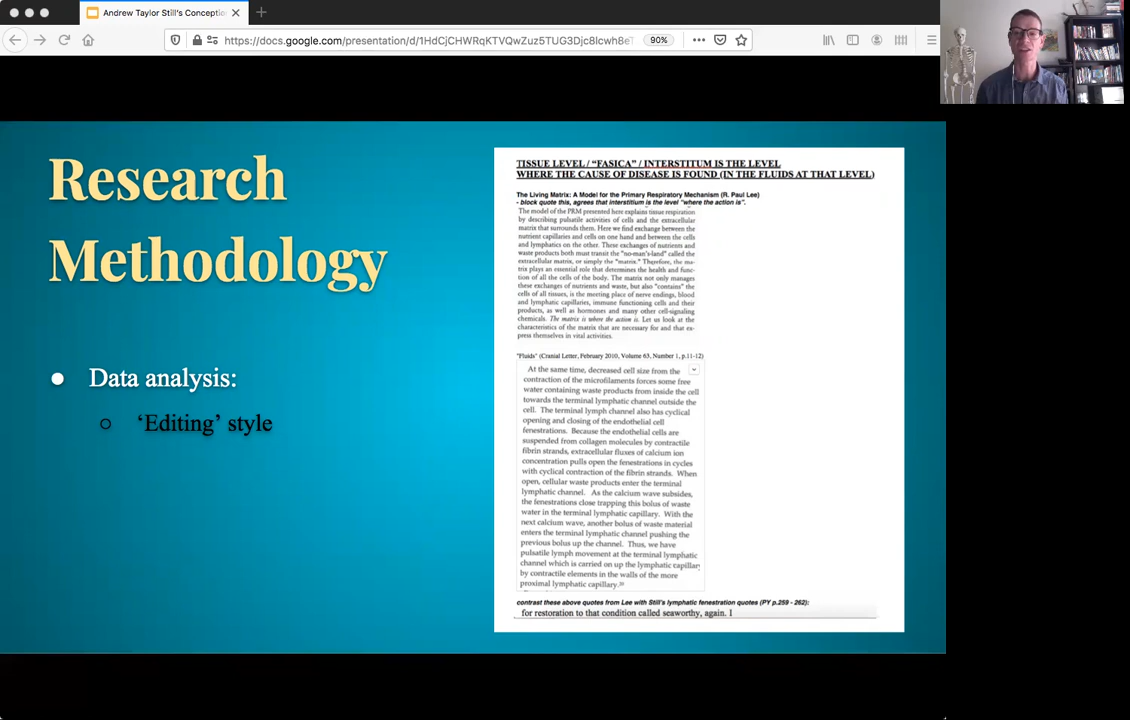 Andrew Taylor Still's Conceptio
https://docs.google.com/presentation/d/1HdCjCHWRqKTVQwZuz5TUG3Djc8lcwh8eT
90%
Research
Methodology
● Data analysis:
○ ‘Editing’ style
TISSUE LEVEL / “FASICA” / INTERSTITUM IS THE LEVEL
WHERE THE CAUSE OF DISEASE IS FOUND (IN THE FLUIDS AT THAT LEVEL)
The Living Matrix: A Model for the Primary Respiratory Mechanism (R. Paul Lee)
- block quote this, agrees that interstitium is the level "where the action is".
The model of the PRM presented here explains tissue respiration
by describing pulsatile activities of cells and the extracellular
matrix that surrounds them. Here we find exchange between the
nutrient capillaries and cells on one hand and between the cells
and lymphatics on the other. These exchanges of nutrients and
waste products both must transit the "no-man's-land" called the
extracellular matrix, or simply the "matrix." Therefore, the ma-
trix plays an essential role that determines the health and func-
tion of all the cells of the body. The matrix not only manages
these exchanges of nutrients and waste, but also "contains" the
cells of all tissues, is the meeting place of nerve endings, blood
and lymphatic capillaries, immune functioning cells and their
products, as well as hormones and many other cell-signaling
chemicals. The matrix is where the action is. Let us look at the
characteristics of the matrix that are necessary for and that ex-
press themselves in vital activities.
"Fluids" (Cranial Letter, February 2010, Volume 63, Number 1, p.11-12)
At the same time, decreased cell size from the
contraction of the microfilaments forces some free
water containing waste products from inside the cell
towards the terminal lymphatic channel outside the
cell. The terminal lymph channel also has cyclical
opening and closing of the endothelial cell
fenestrations. Because the endothelial cells are
suspended from collagen molecules by contractile
fibrin strands, extracellular fluxes of calcium ion
concentration pulls open the fenestrations in cycles
with cyclical contraction of the fibrin strands. When
open, cellular waste products enter the terminal
lymphatic channel. As the calcium wave subsides,
the fenestrations close trapping this bolus of waste
water in the terminal lymphatic capillary. With the
next calcium wave, another bolus of waste material
enters the terminal lymphatic channel pushing the
previous bolus up the channel. Thus, we have
pulsatile lymph movement at the terminal lymphatic
channel which is carried on up the lymphatic capillary
by contractile elements in the walls of the more
proximal lymphatic capillary.
contrast these above quotes from Lee with Still's lymphatic fenestration quotes (PY p.259 - 262):
for restoration to that condition called seaworthy, again. I